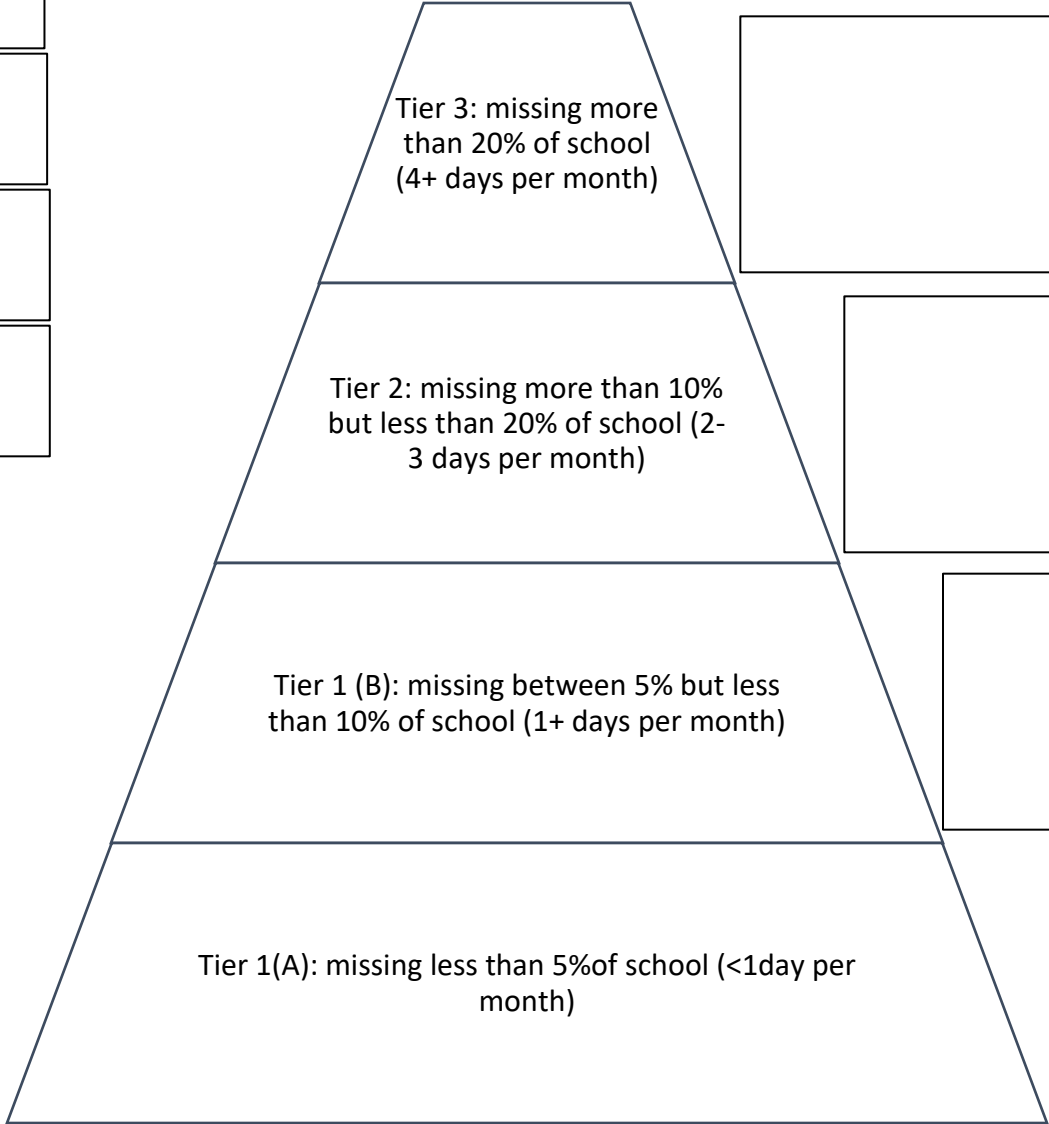 Tier 3: missing more
than 20% of school
(4+ days per month)
Tier 2: missing more than 10%
but less than 20% of school (2-
3 days per month)
Tier 1 (B): missing between 5% but less
than 10% of school (1+ days per month)
Tier 1(A): missing less than 5%of school (<1day per
month)